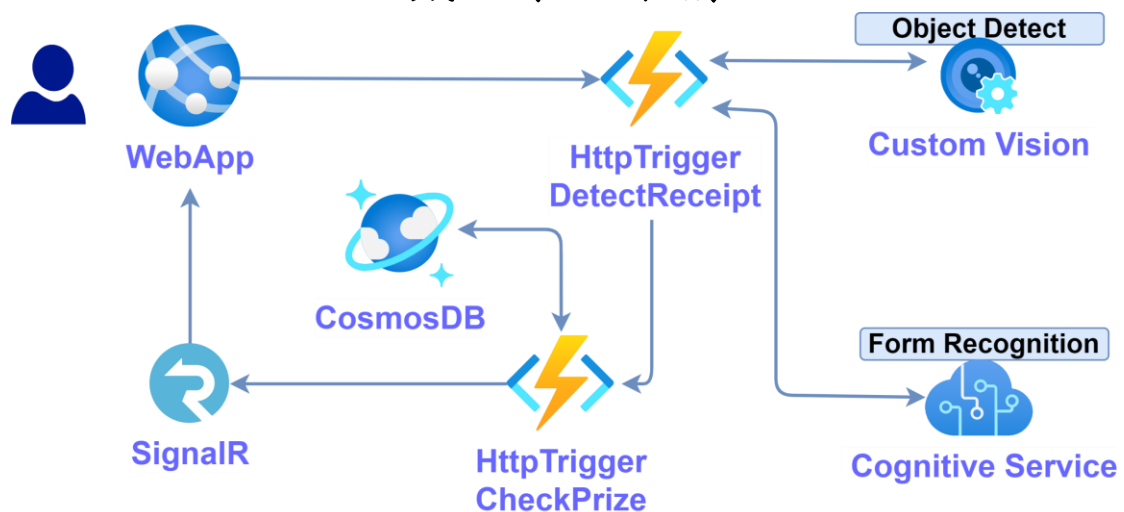 Object Detect
WebApp
HttpTrigger
DetectReceipt
Custom Vision
CosmosDB
Form Recognition
SignalR
HttpTrigger
CheckPrize
Cognitive Service